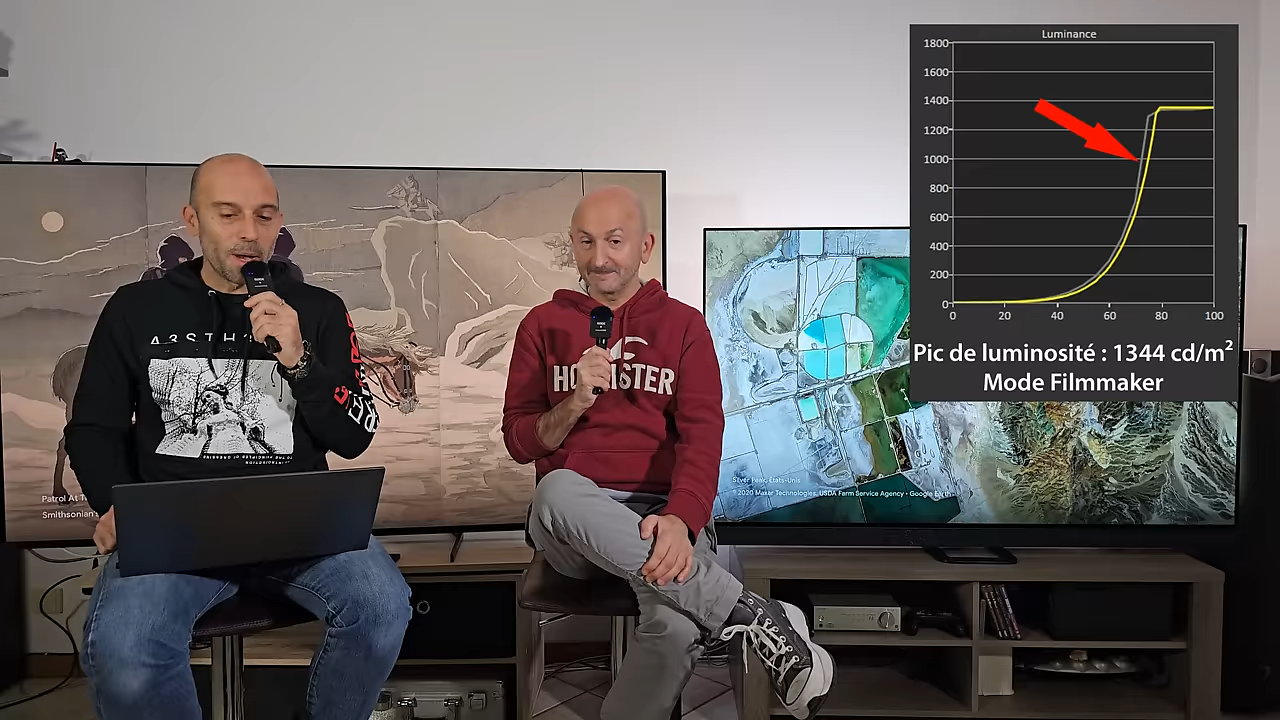 Luminance
1800
1600
1400
1200
1000
800
600
400
200
0
0 20 40 60 80 100
Pic de luminosité : 1344 cd/m²
Mode Filmmaker
HOLLISTER
Patrol At T
Smithsonian's
Silver Peak, États-Unis
©2020 Maxar Technologies, USDA Farm Service Agency • Google Earth